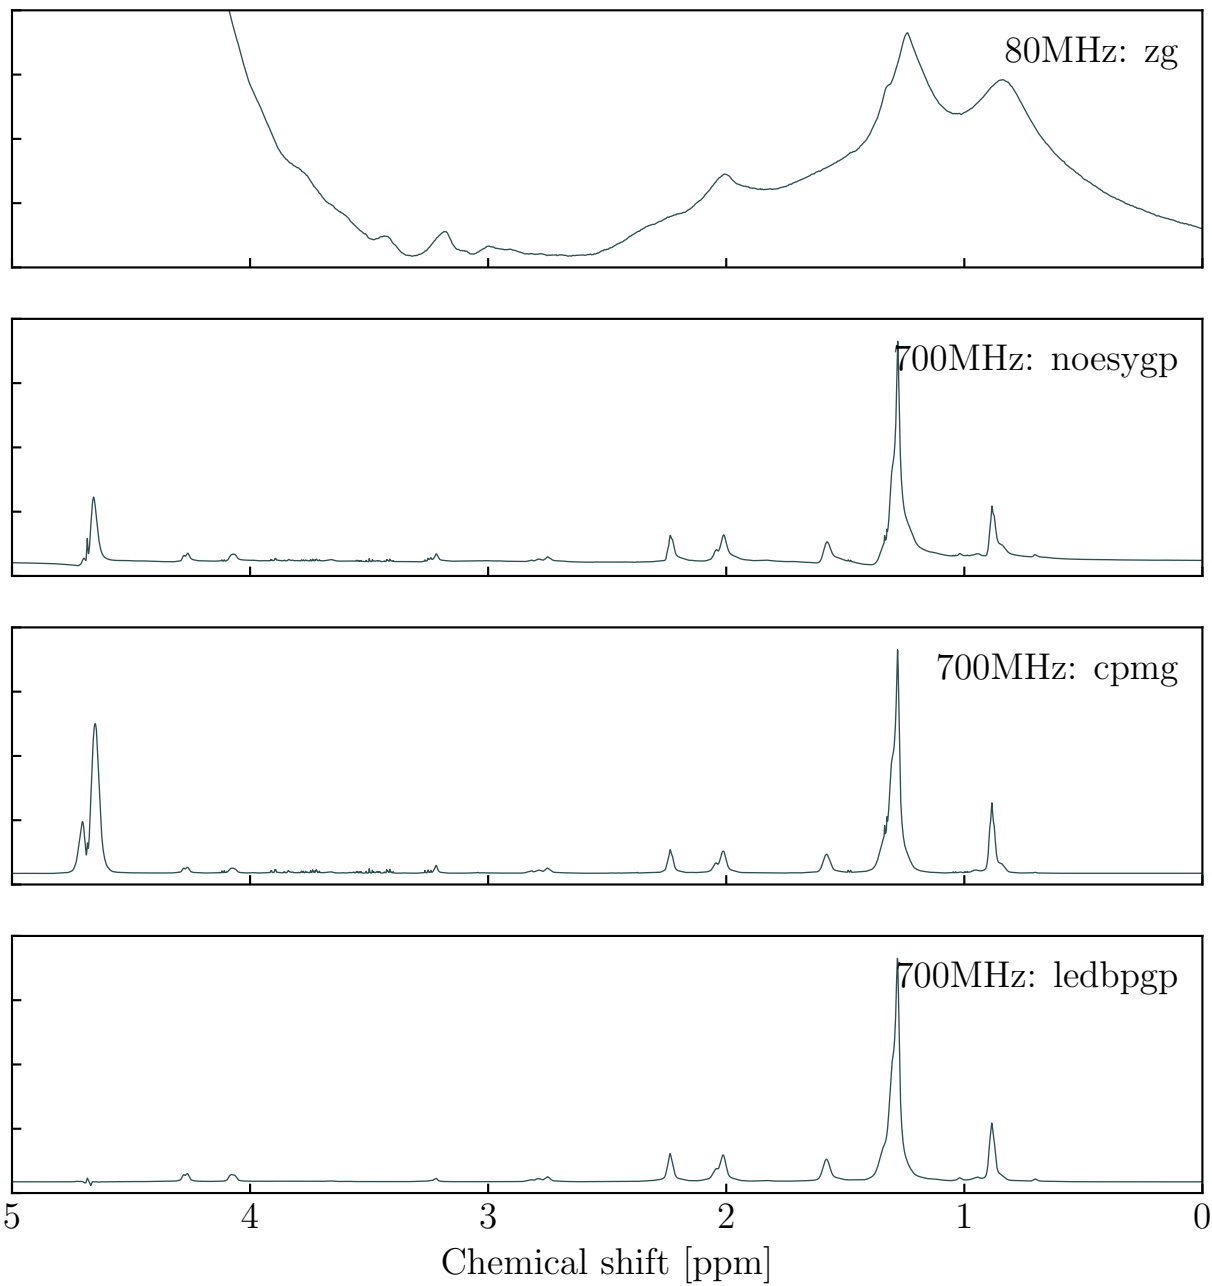 80MHz: zg
700MHz: noesygp
700MHz: cpmg
700MHz: ledbpgp
5 4 3 2 1 0
Chemical shift [ppm]